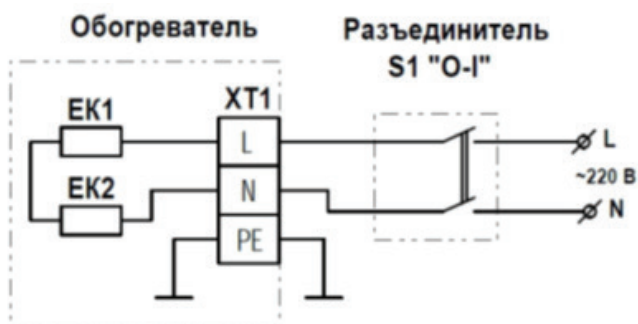 Обогреватель
Разъединитель
S1 "O-I"
XT1
EK1
L
L
~220 В
EK2
N
N
PE